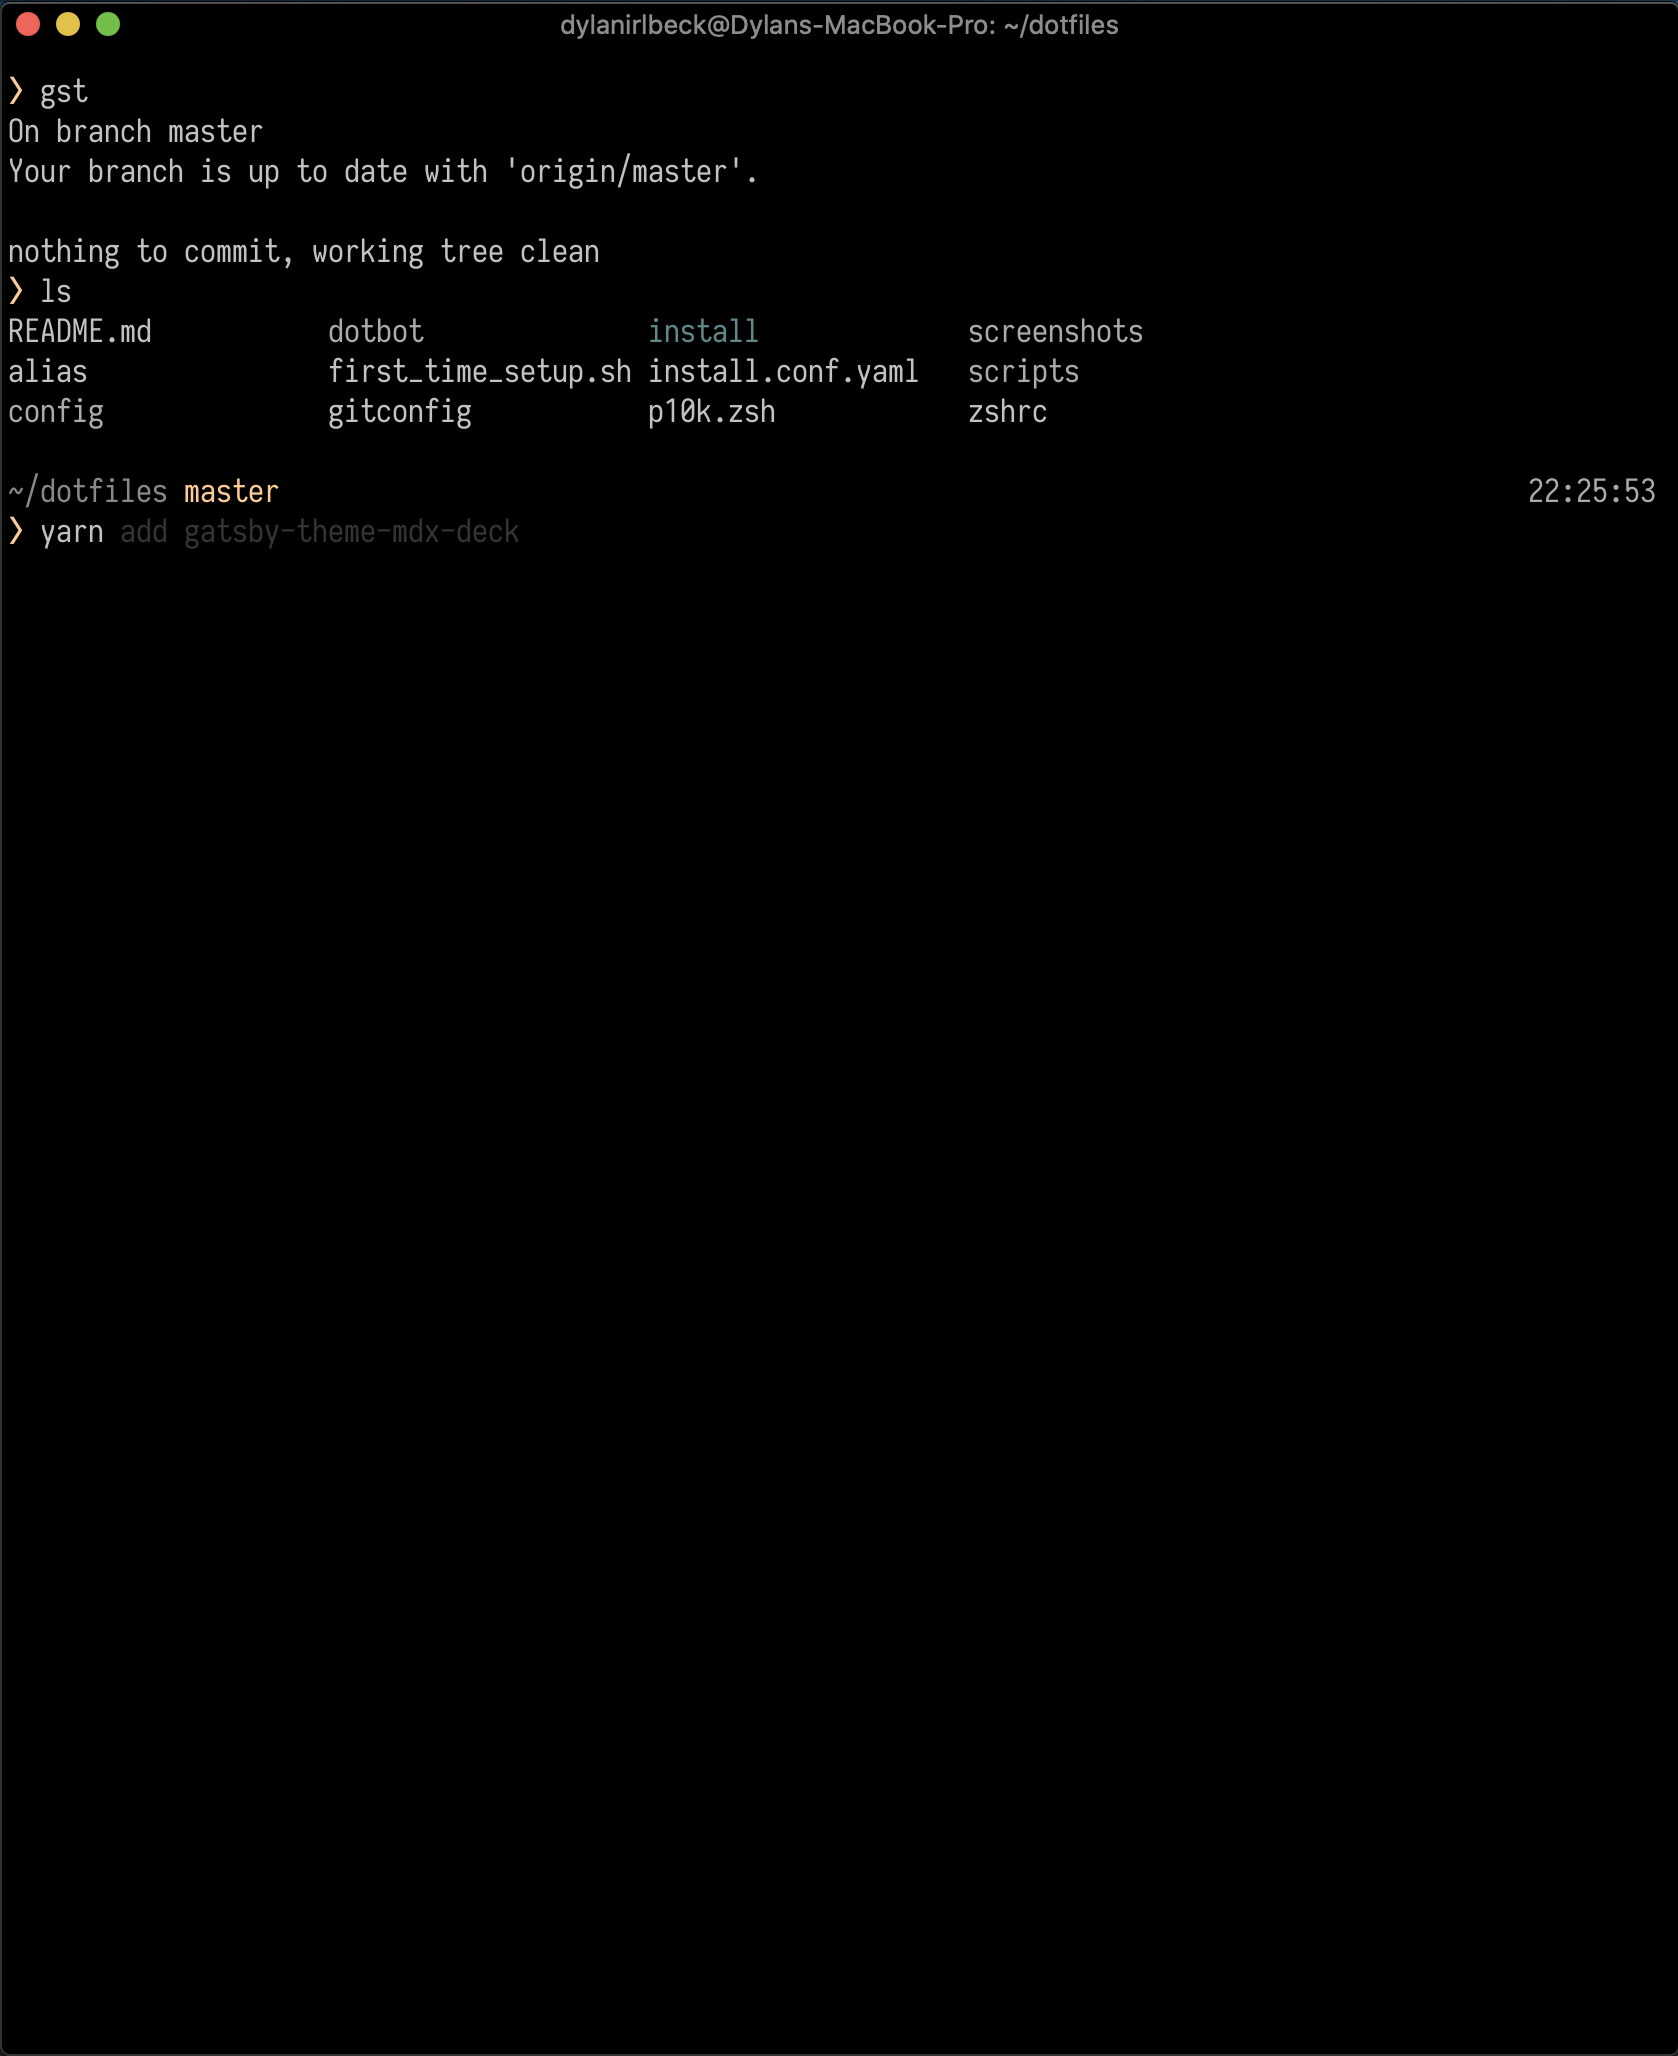 dylanirlbeck@Dylans-MacBook-Pro: ~/dotfiles
❯ gst
On branch master
Your branch is up to date with 'origin/master'.
nothing to commit, working tree clean
❯ ls
README.md dotbot install screenshots
alias first_time_setup.sh install.conf.yaml scripts
config gitconfig p10k.zsh zshrc
~/dotfiles master 22:25:53
❯ yarn add gatsby-theme-mdx-deck